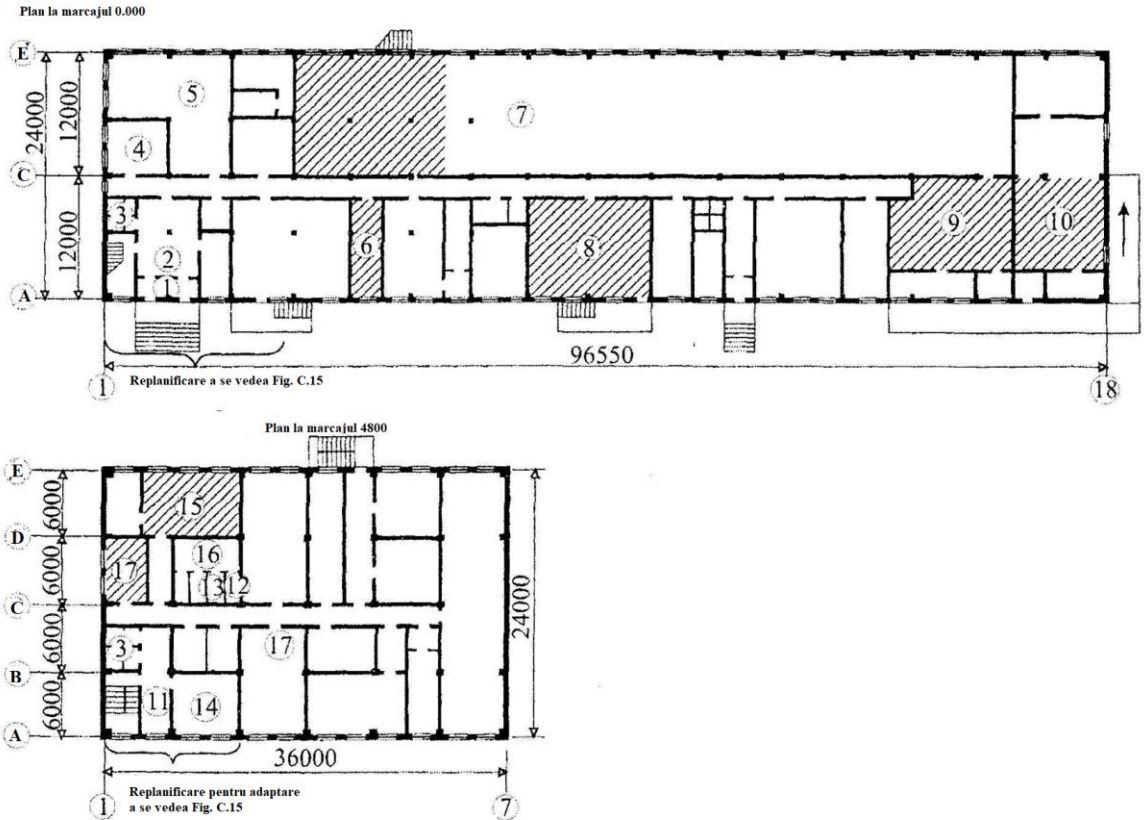 Plan la marcajul 0.000
E
5
7
4
24000
12000
C
3
6
8
9
10
2
1
12000
A
96550
1
Replanificare a se vedea Fig. C.15
18
Plan la marcajul 4800
E
15
6000
D
16
17
13
12
6000
C
24000
3
17
6000
B
11
14
6000
A
36000
1
Replanificare pentru adaptare
a se vedea Fig. C.15
7